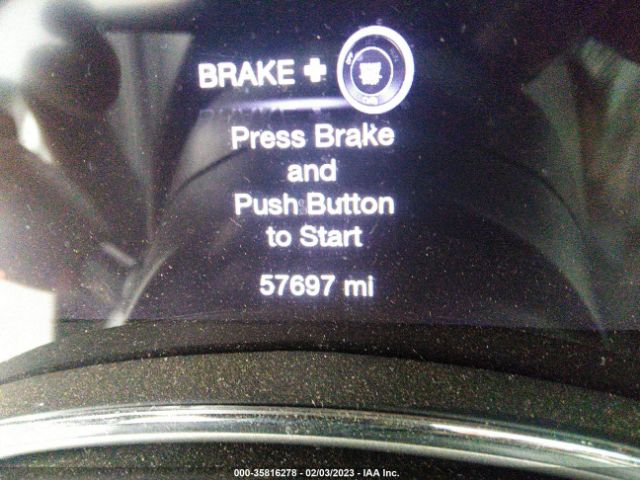 BRAKE +
Press Brake
and
Push Button
to Start
57697 mi
000-35816278 - 02/03/2023 - IAA Inc.